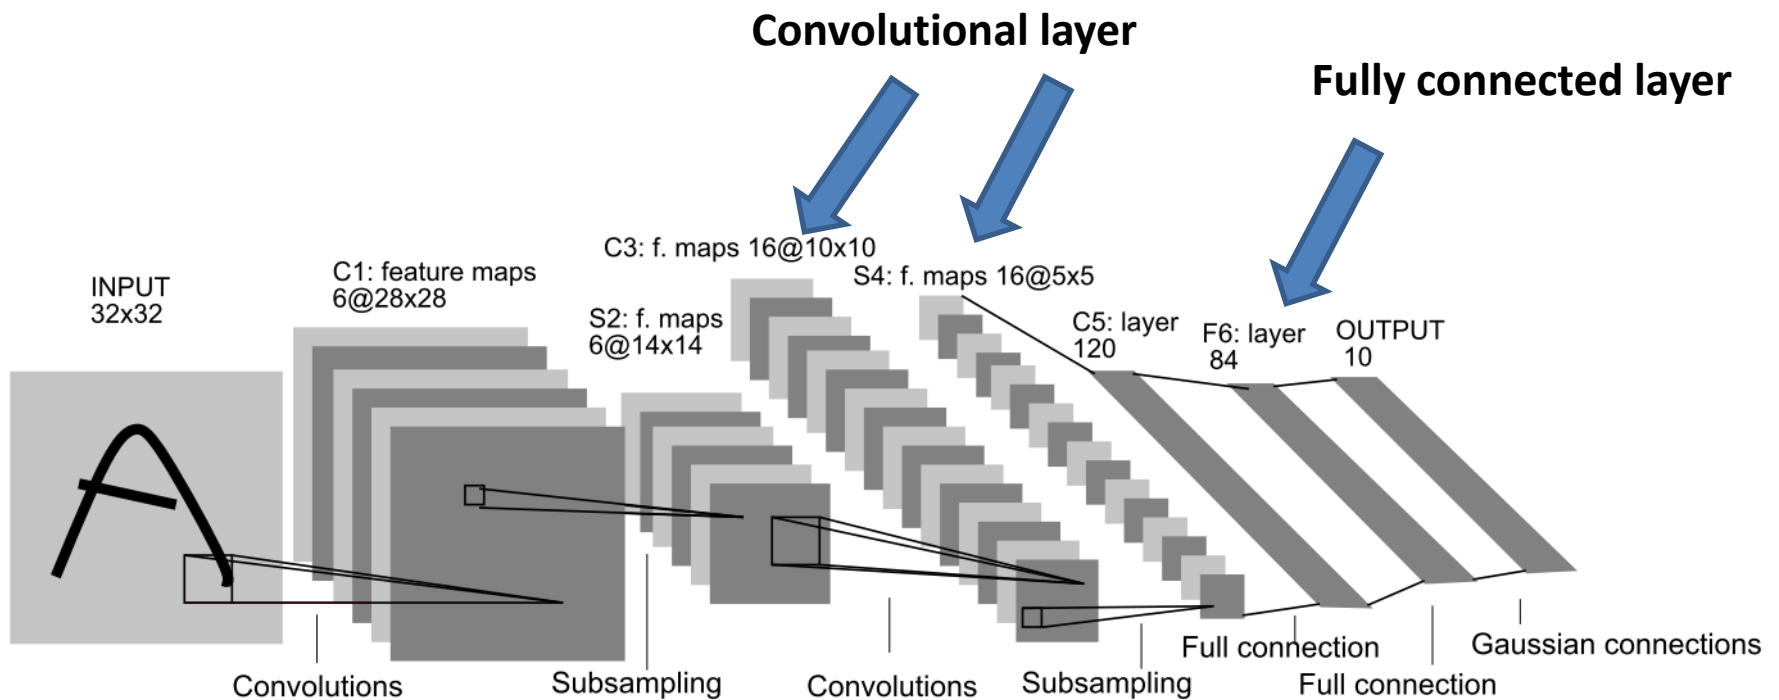 Convolutional layer
Fully connected layer
INPUT
32x32
C1: feature maps
6@28x28
S2: f. maps
6@14x14
C3: f. maps 16@10x10
S4: f. maps 16@5x5
C5: layer
120
F6: layer
84
OUTPUT
10
Convolutions
Subsampling
Convolutions
Subsampling
Full connection
Full connection
Gaussian connections